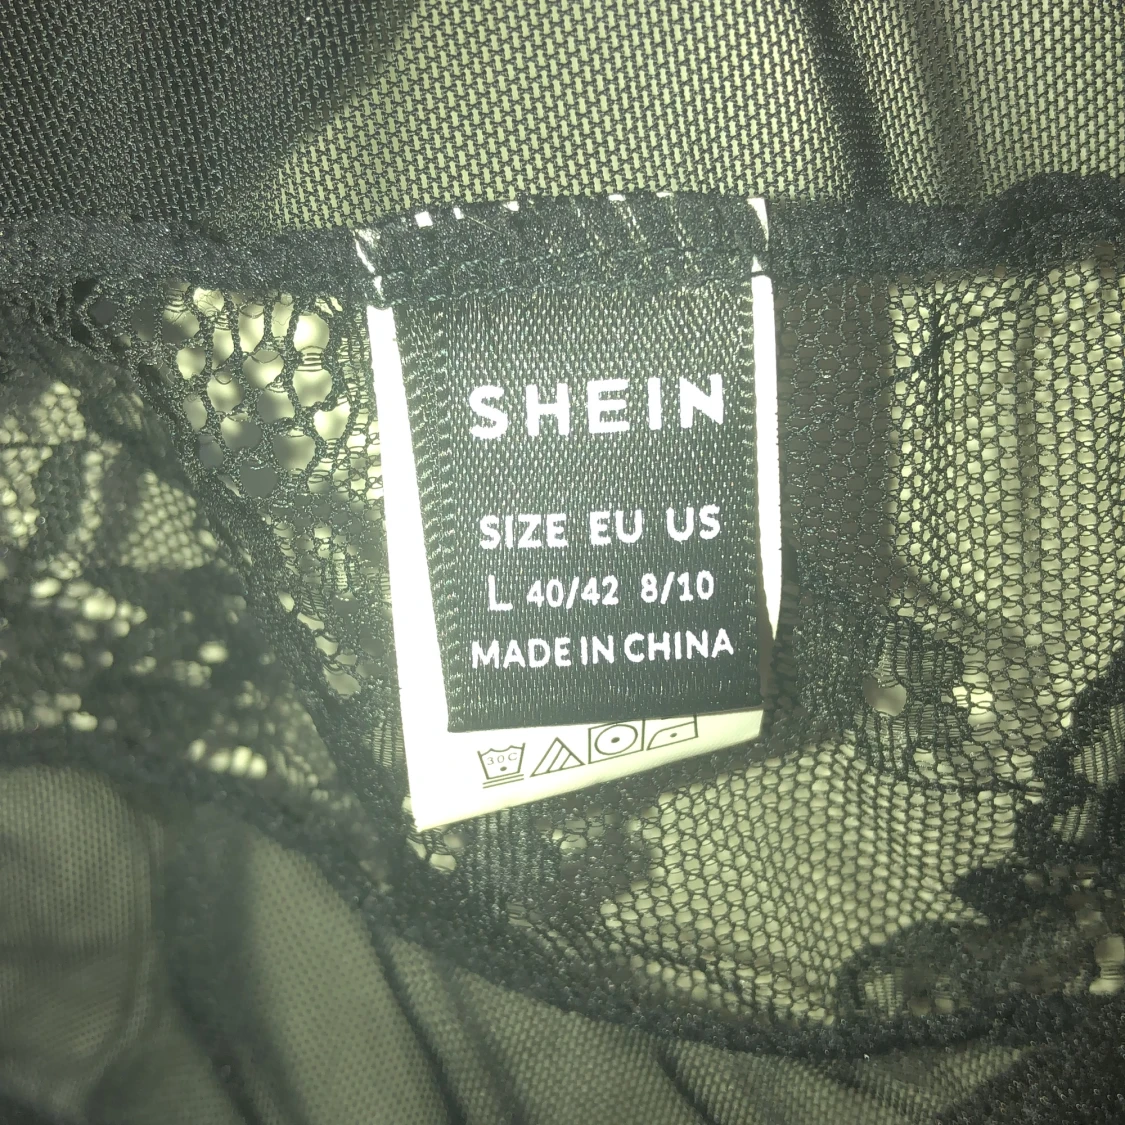 SHEIN
SIZE EU US
L 40/42 8/10
MADE IN CHINA
30C